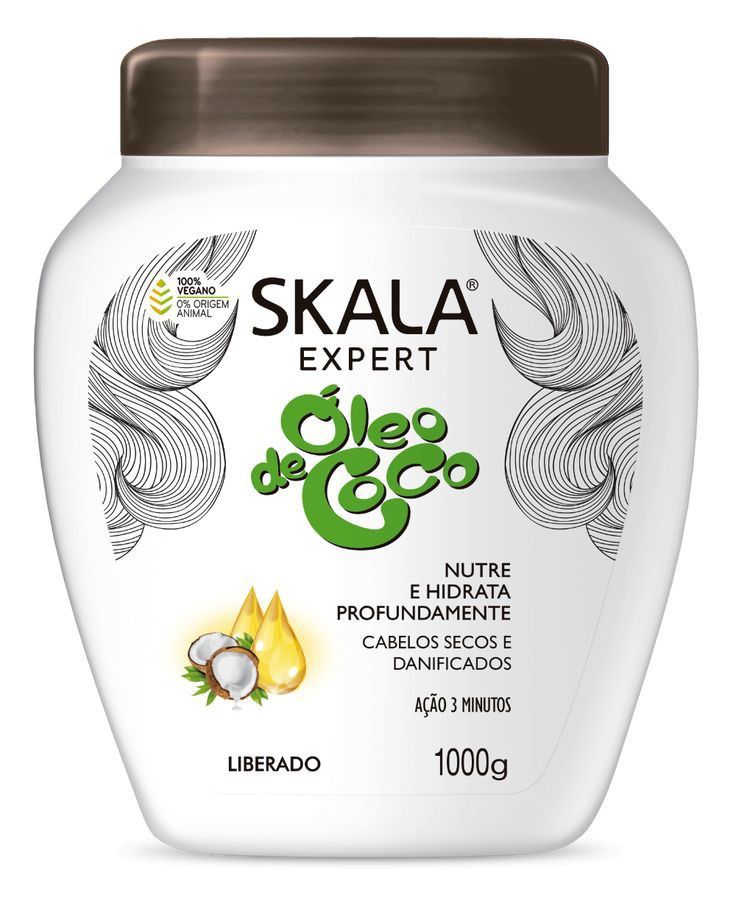 100%
VEGANO
0% ORIGEM
ANIMAL
SKALA®
EXPERT
Óleo
de Coco
NUTRE
E HIDRATA
PROFUNDAMENTE
CABELOS SECOS E
DANIFICADOS
AÇÃO 3 MINUTOS
LIBERADO
1000g